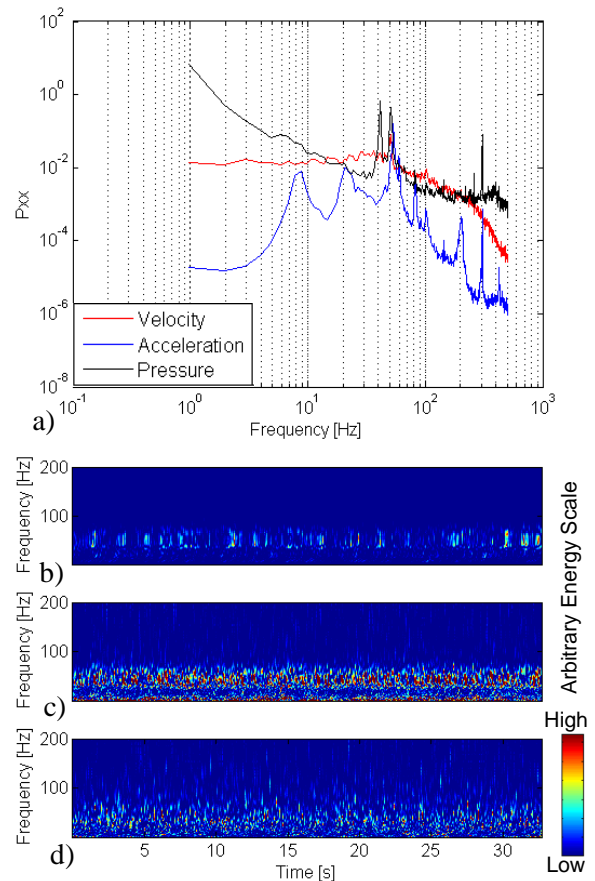 10^4
10^2
10^0
10^-2
10^-4
10^-6
10^-8
Pxx
Velocity
Acceleration
Pressure
10^-1
10^0
10^1
10^2
10^3
Frequency [Hz]
a)
200
100
Frequency [Hz]
b)
200
100
Frequency [Hz]
c)
200
100
Frequency [Hz]
d)
5
10
15
20
25
30
Time [s]
Arbitrary Energy Scale
High
Low